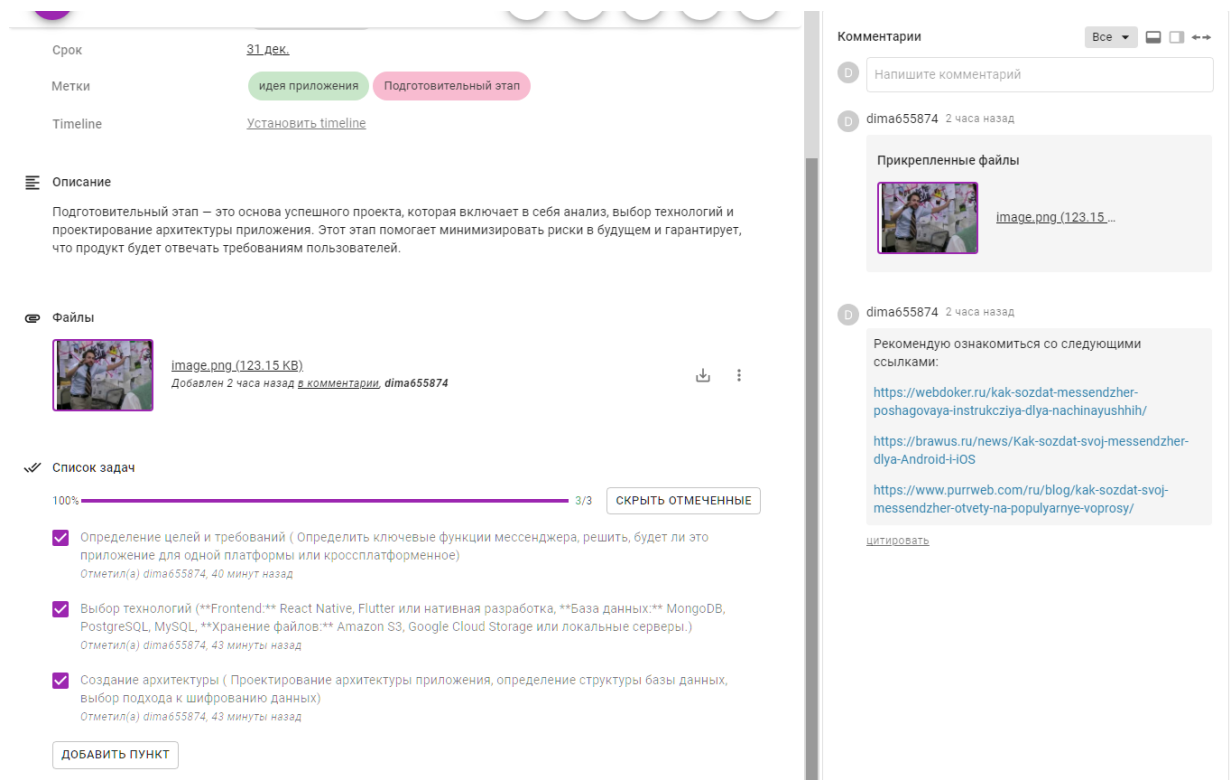 Срок
31 дек.
Метки
идея приложения
Подготовительный этап
Timeline
Установить timeline
Описание
Подготовительный этап — это основа успешного проекта, которая включает в себя анализ, выбор технологий и
проектирование архитектуры приложения. Этот этап помогает минимизировать риски в будущем и гарантирует,
что продукт будет отвечать требованиям пользователей.
Файлы
image.png (123.15 KB)
Добавлен 2 часа назад в комментарии, dima655874
Список задач
100%
3/3
СКРЫТЬ ОТМЕЧЕННЫЕ
Определение целей и требований ( Определить ключевые функции мессенджера, решить, будет ли это
приложение для одной платформы или кроссплатформенное)
Отметил(а) dima655874, 40 минут назад
Выбор технологий (**Frontend:** React Native, Flutter или нативная разработка, **База данных:** MongoDB,
PostgreSQL, MySQL, **Хранение файлов:** Amazon S3, Google Cloud Storage или локальные серверы.)
Отметил(а) dima655874, 43 минуты назад
Создание архитектуры ( Проектирование архитектуры приложения, определение структуры базы данных,
выбор подхода к шифрованию данных)
Отметил(а) dima655874, 43 минуты назад
ДОБАВИТЬ ПУНКТ
Комментарии
Все
D
Напишите комментарий
D
dima655874 2 часа назад
Прикрепленные файлы
image.png (123.15 ...
D
dima655874 2 часа назад
Рекомендую ознакомиться со следующими
ссылками:
https://webdoker.ru/kak-sozdat-messendzher-
poshagovaya-instrukcziya-dlya-nachinayushhih/
https://brawus.ru/news/Kak-sozdat-svoj-messendzher-
dlya-Android-i-iOS
https://www.purrweb.com/ru/blog/kak-sozdat-svoj-
messendzher-otvety-na-populyarnye-voprosy/
цитировать